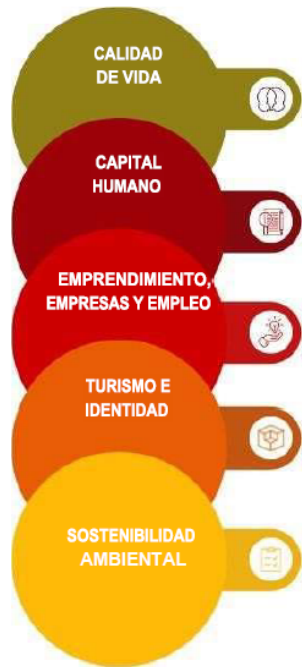 CALIDAD
DE VIDA
CAPITAL
HUMANO
EMPRENDIMIENTO,
EMPRESAS Y EMPLEO
TURISMO E
IDENTIDAD
SOSTENIBILIDAD
AMBIENTAL